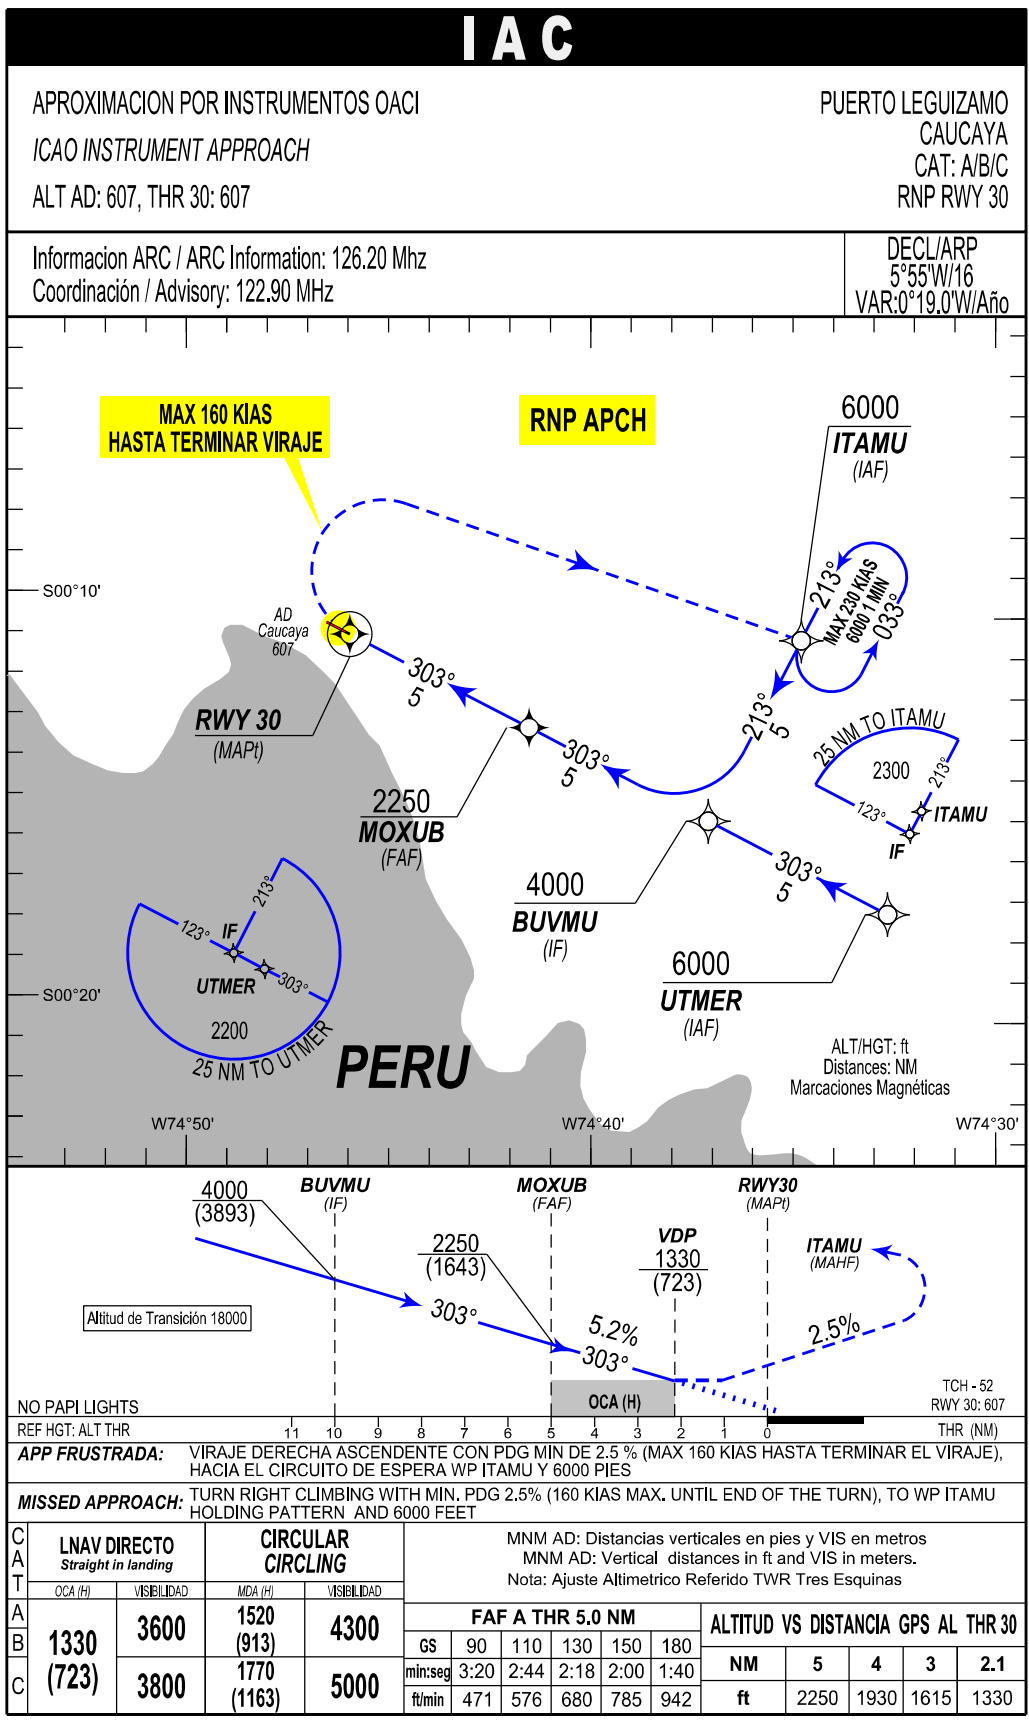 IAC
APROXIMACION POR INSTRUMENTOS OACI
ICAO INSTRUMENT APPROACH
ALT AD: 607, THR 30: 607
PUERTO LEGUIZAMO
CAUCAYA
CAT: A/B/C
RNP RWY 30
Informacion ARC / ARC Information: 126.20 Mhz
Coordinación / Advisory: 122.90 MHz
DECL/ARP
5°55'W/16
VAR:0°19.0'W/Año
MAX 160 KIAS
HASTA TERMINAR VIRAJE
RNP APCH
6000
ITAMU
(IAF)
213°
MAX 230 KIAS
6000 1 MIN
033°
S00°10'
AD
Caucaya
607
303°
5
213°
5
RWY 30
(MAPt)
303°
5
25 NM TO ITAMU
2300
213°
123°
ITAMU
IF
2250
MOXUB
(FAF)
303°
5
4000
BUVMU
(IF)
213°
123°
IF
UTMER
303°
2200
25 NM TO UTMER
6000
UTMER
(IAF)
S00°20'
PERU
ALT/HGT: ft
Distances: NM
Marcaciones Magnéticas
W74°50'
W74°40'
W74°30'
4000
(3893)
BUVMU
(IF)
MOXUB
(FAF)
RWY30
(MAPt)
2250
(1643)
VDP
1330
(723)
ITAMU
(MAHF)
Altitud de Transición 18000
303°
5.2%
303°
2.5%
OCA (H)
TCH - 52
RWY 30: 607
NO PAPI LIGHTS
REF HGT: ALT THR
11 10 9 8 7 6 5 4 3 2 1 0
THR (NM)
APP FRUSTRADA: VIRAJE DERECHA ASCENDENTE CON PDG MIN DE 2.5 % (MAX 160 KIAS HASTA TERMINAR EL VIRAJE),
HACIA EL CIRCUITO DE ESPERA WP ITAMU Y 6000 PIES
MISSED APPROACH: TURN RIGHT CLIMBING WITH MIN. PDG 2.5% (160 KIAS MAX. UNTIL END OF THE TURN), TO WP ITAMU
HOLDING PATTERN AND 6000 FEET
CAT
LNAV DIRECTO
Straight in landing
CIRCULAR
CIRCLING
OCA (H) VISIBILIDAD MDA (H) VISIBILIDAD
A
B
C
1330
(723)
3600
3800
1520
(913)
4300
1770
(1163)
5000
MNM AD: Distancias verticales en pies y VIS en metros
MNM AD: Vertical distances in ft and VIS in meters.
Nota: Ajuste Altimetrico Referido TWR Tres Esquinas
FAF A THR 5.0 NM
GS 90 110 130 150 180
min:seg 3:20 2:44 2:18 2:00 1:40
ft/min 471 576 680 785 942
ALTITUD VS DISTANCIA GPS AL THR 30
NM 5 4 3 2.1
ft 2250 1930 1615 1330